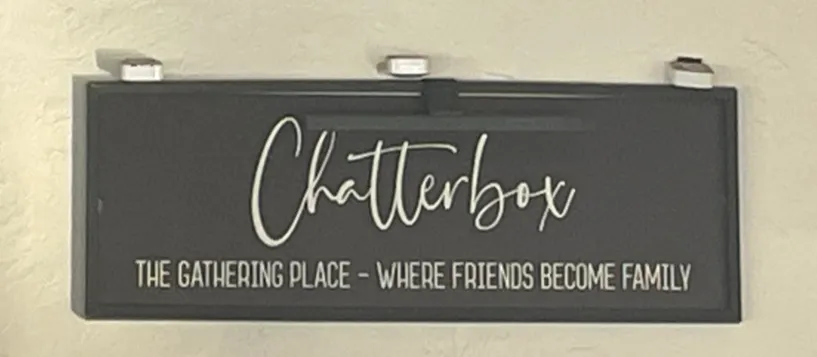 Chatterbox
THE GATHERING PLACE - WHERE FRIENDS BECOME FAMILY